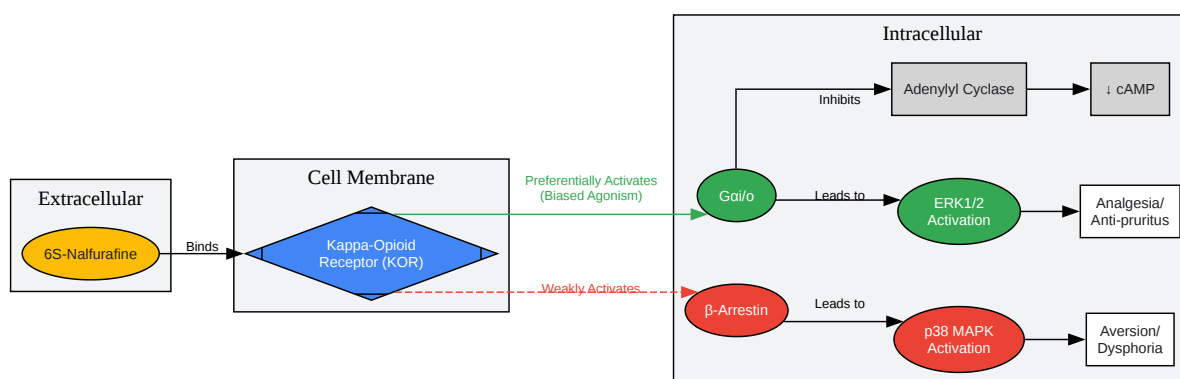 Extracellular
6S-Nalfurafine
Binds
Cell Membrane
Kappa-Opioid
Receptor (KOR)
Preferentially Activates
(Biased Agonism)
Weakly Activates
Intracellular
Inhibits
Adenylyl Cyclase
↓ cAMP
Gαi/o
Leads to
ERK1/2
Activation
Analgesia/
Anti-pruritus
β-Arrestin
Leads to
p38 MAPK
Activation
Aversion/
Dysphoria